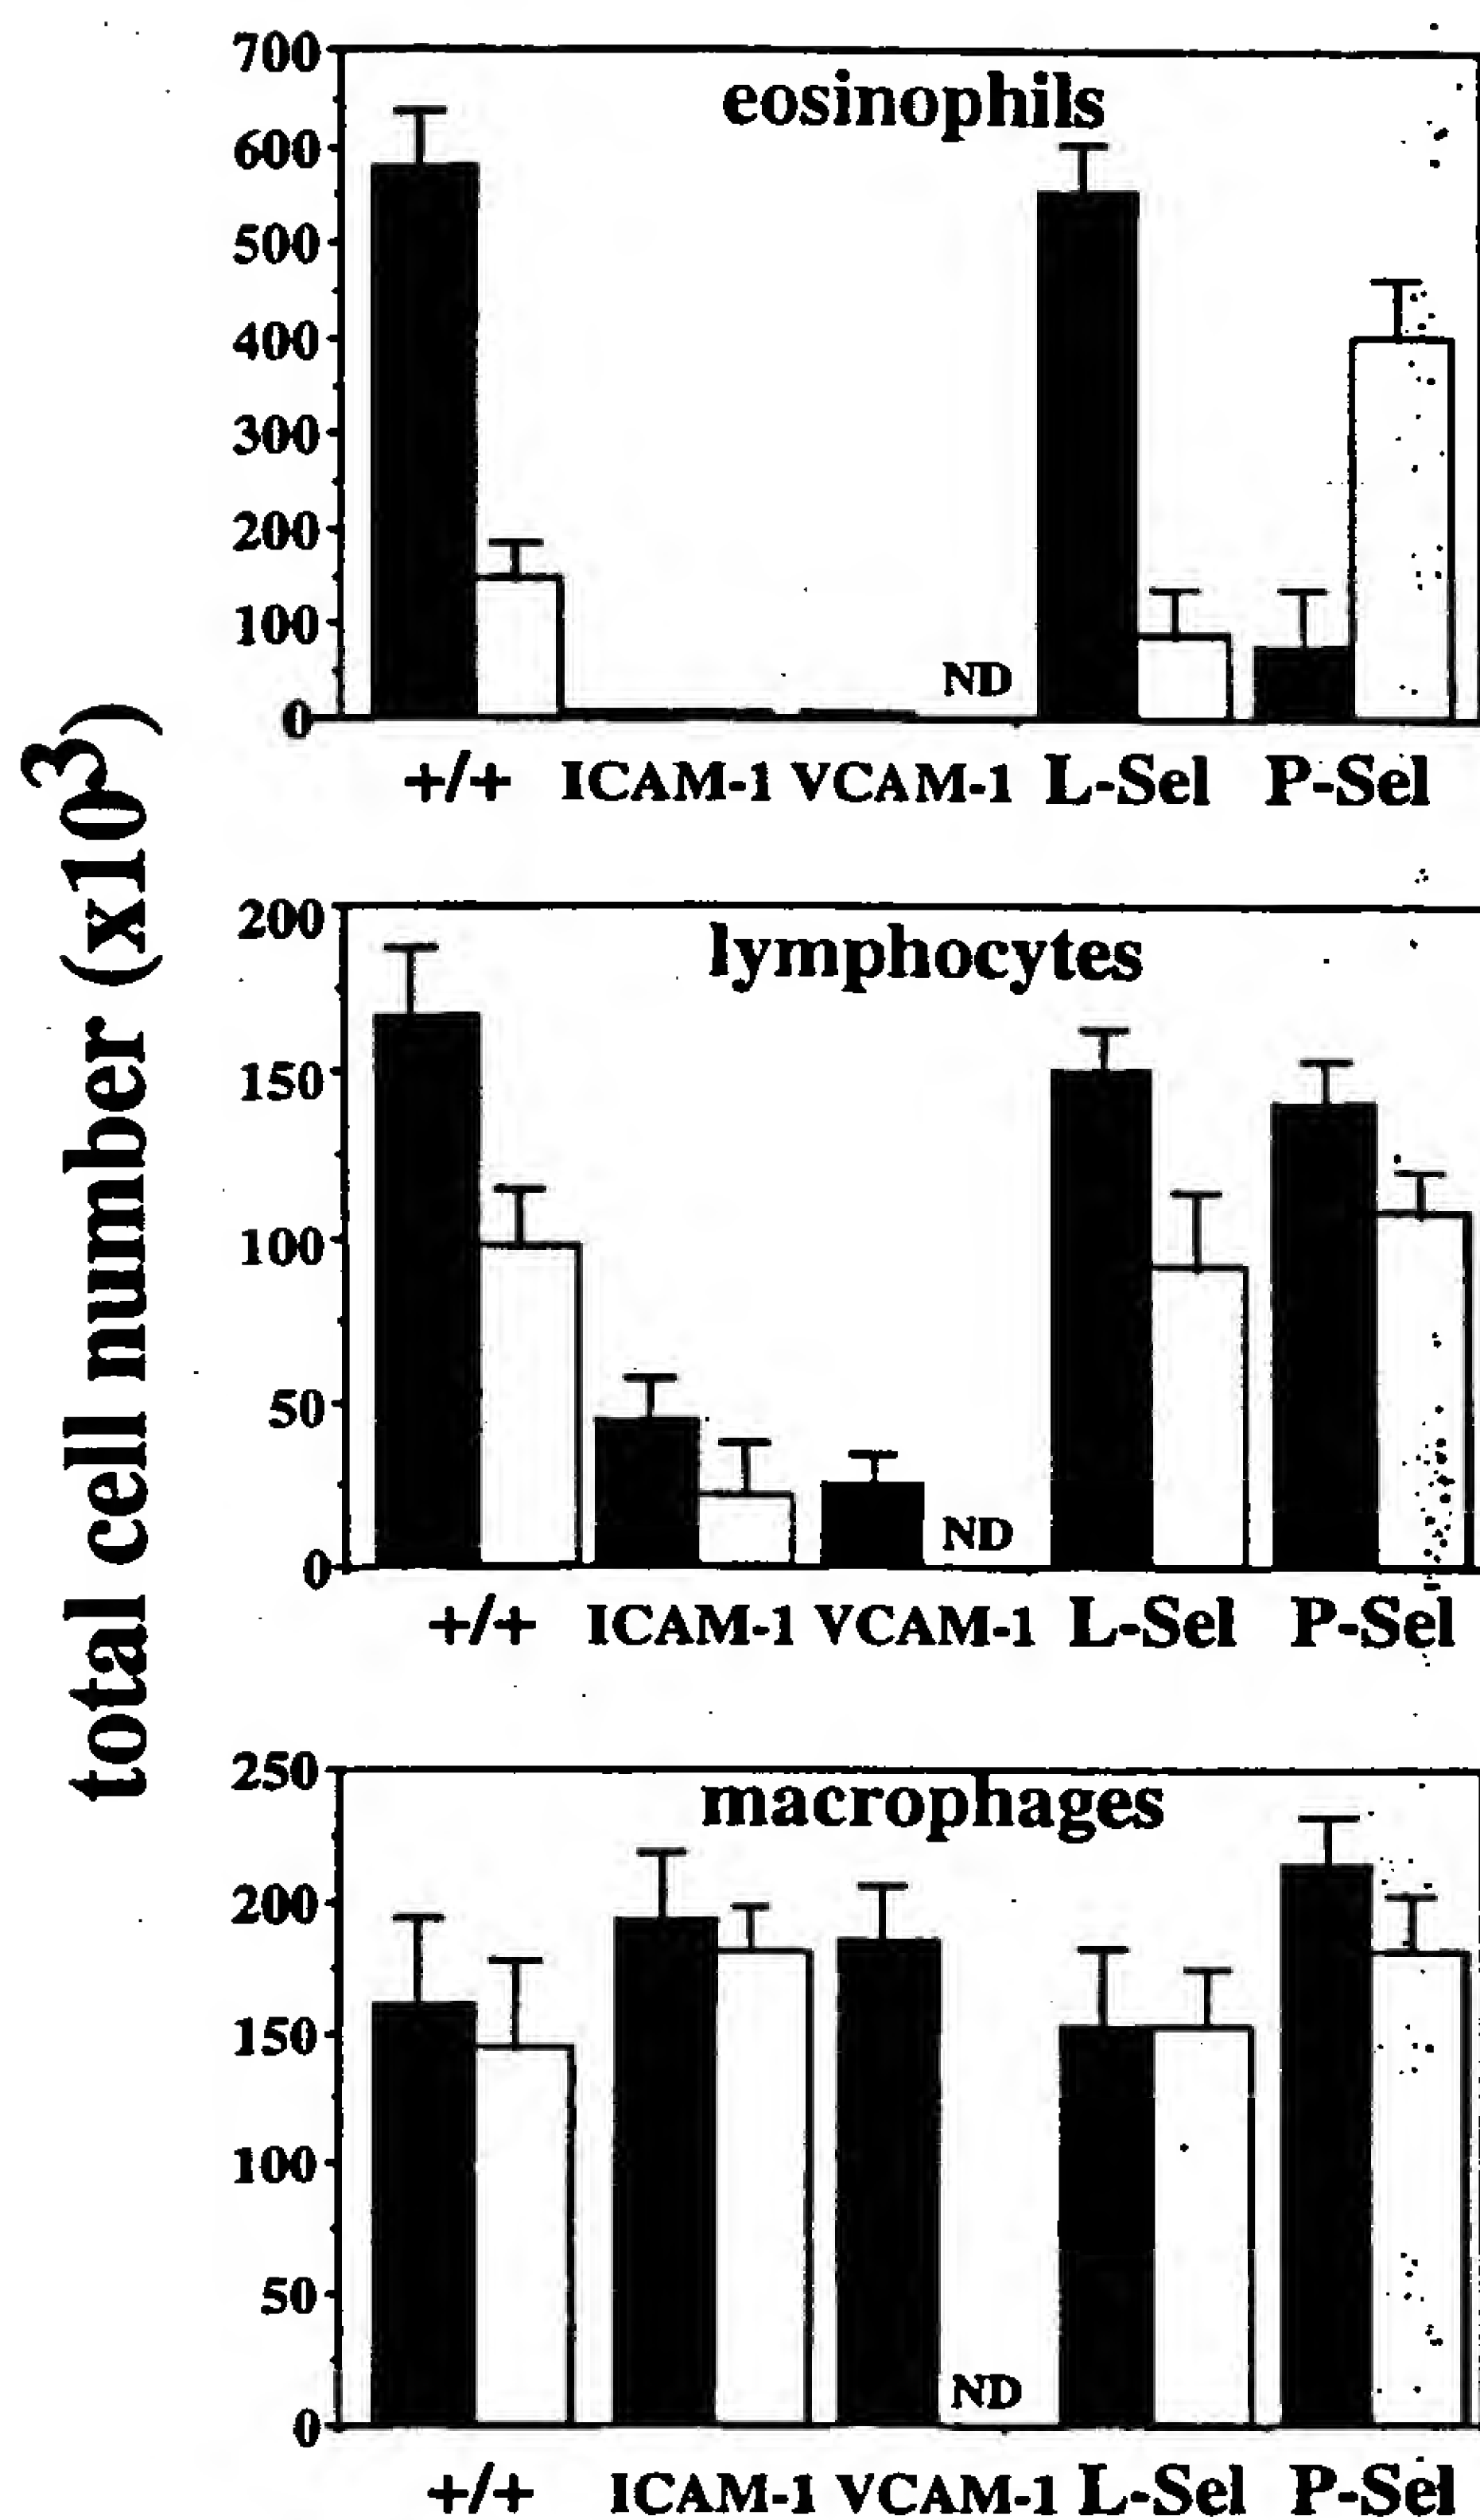 total cell number (x10³)
700
eosinophils
600
500
400
300
200
100
ND
0
+/+ ICAM-1 VCAM-1 L-Sel P-Sel
200
lymphocytes
150
100
50
ND
0
+/+ ICAM-1 VCAM-1 L-Sel P-Sel
250
macrophages
200
150
100
50
ND
0
+/+ ICAM-1 VCAM-1 L-Sel P-Sel